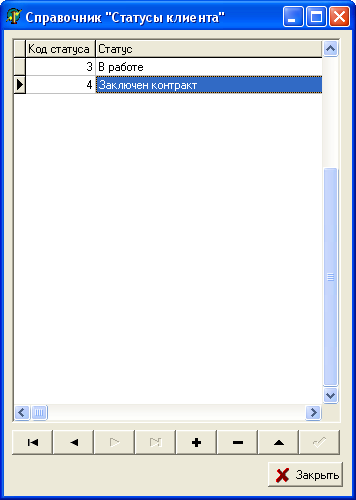 Справочник "Статусы клиента"
Код статуса Статус
3 В работе
4 Заключен контракт
Закрыть